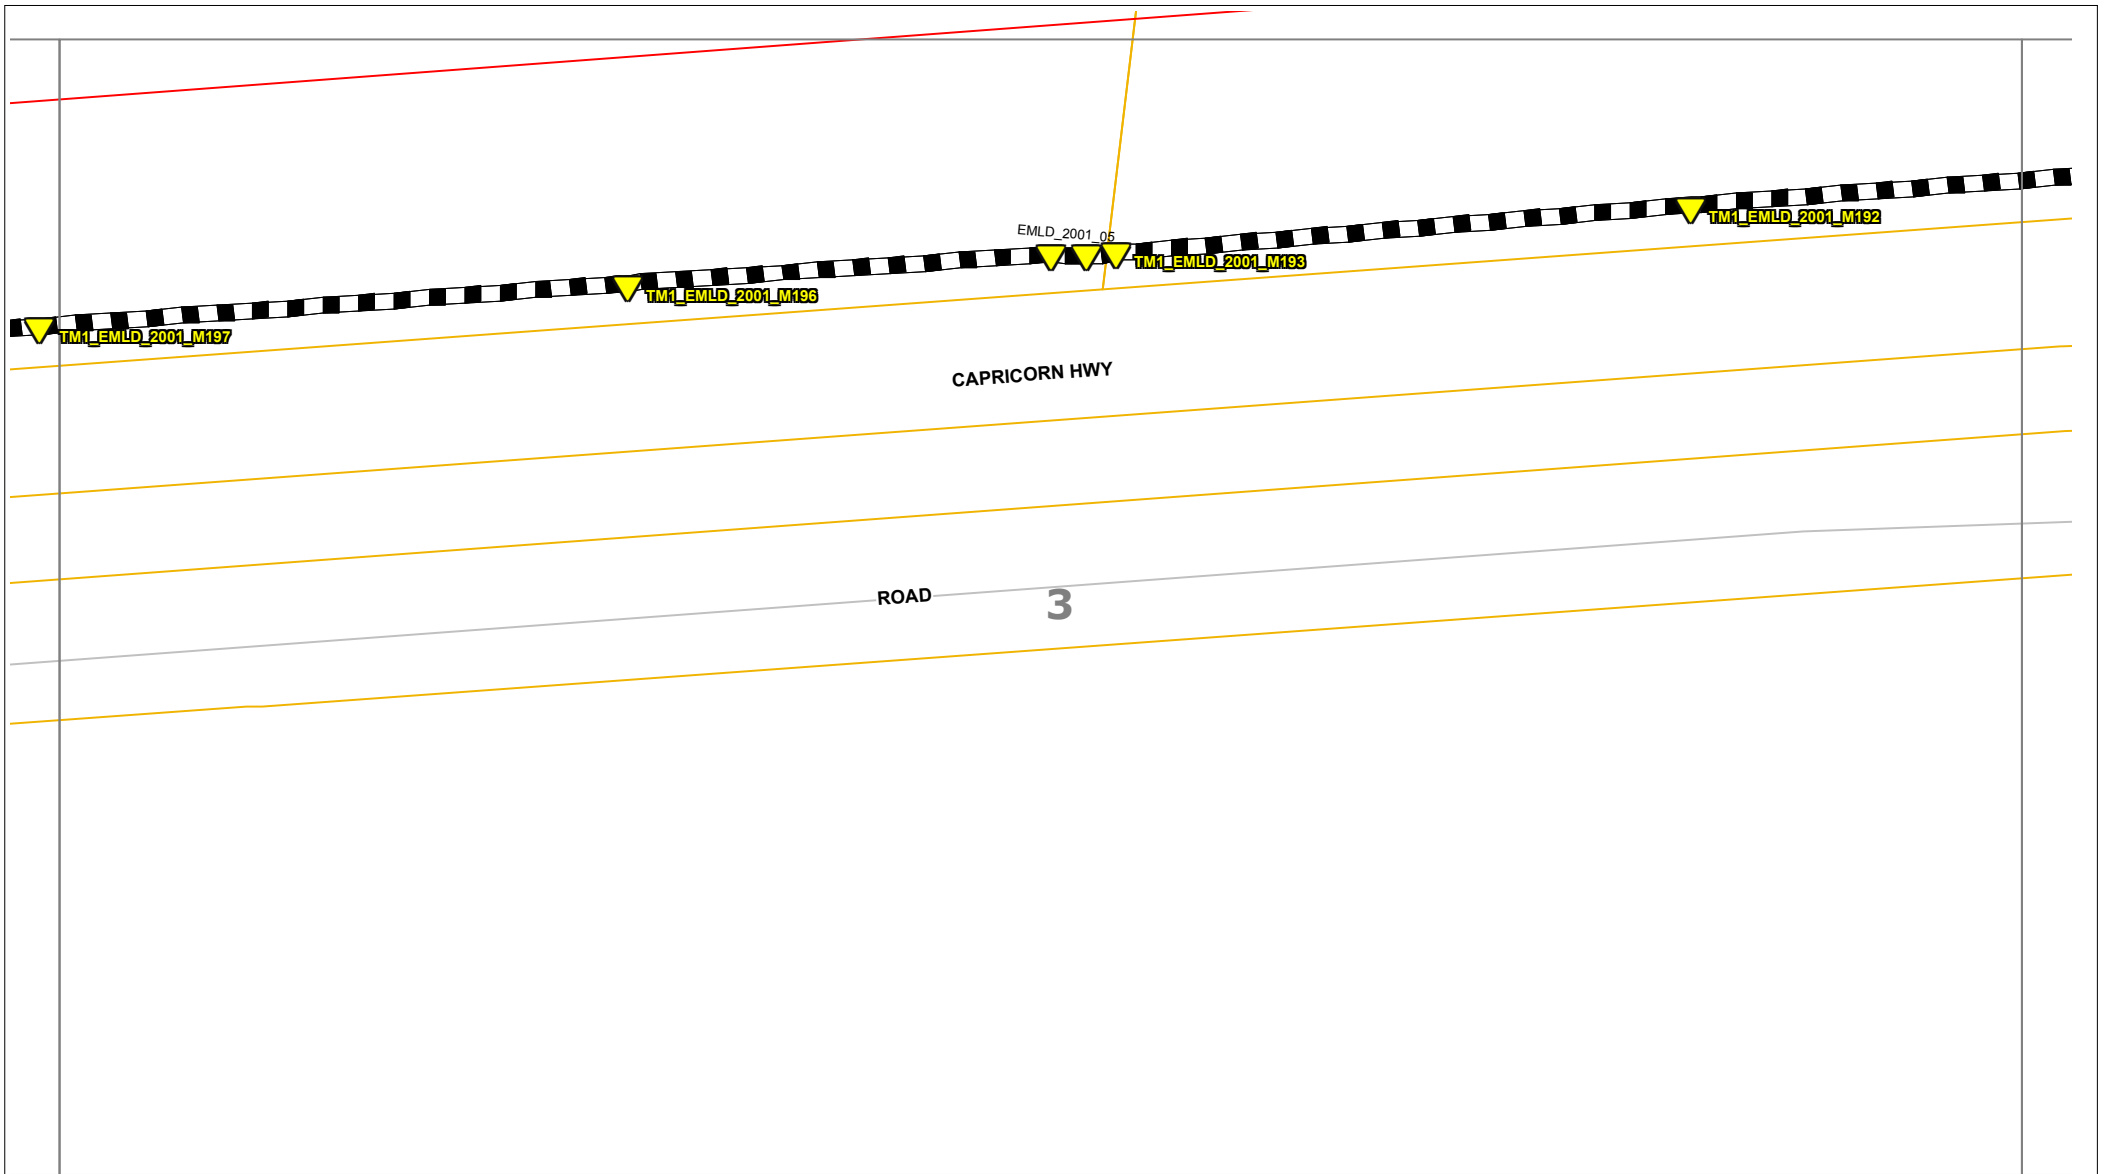 TM1_EMLD_2001_M192
EMLD_2001_05
TM1_EMLD_2001_M193
TM1_EMLD_2001_M196
TM1_EMLD_2001_M197
CAPRICORN HWY
ROAD
3